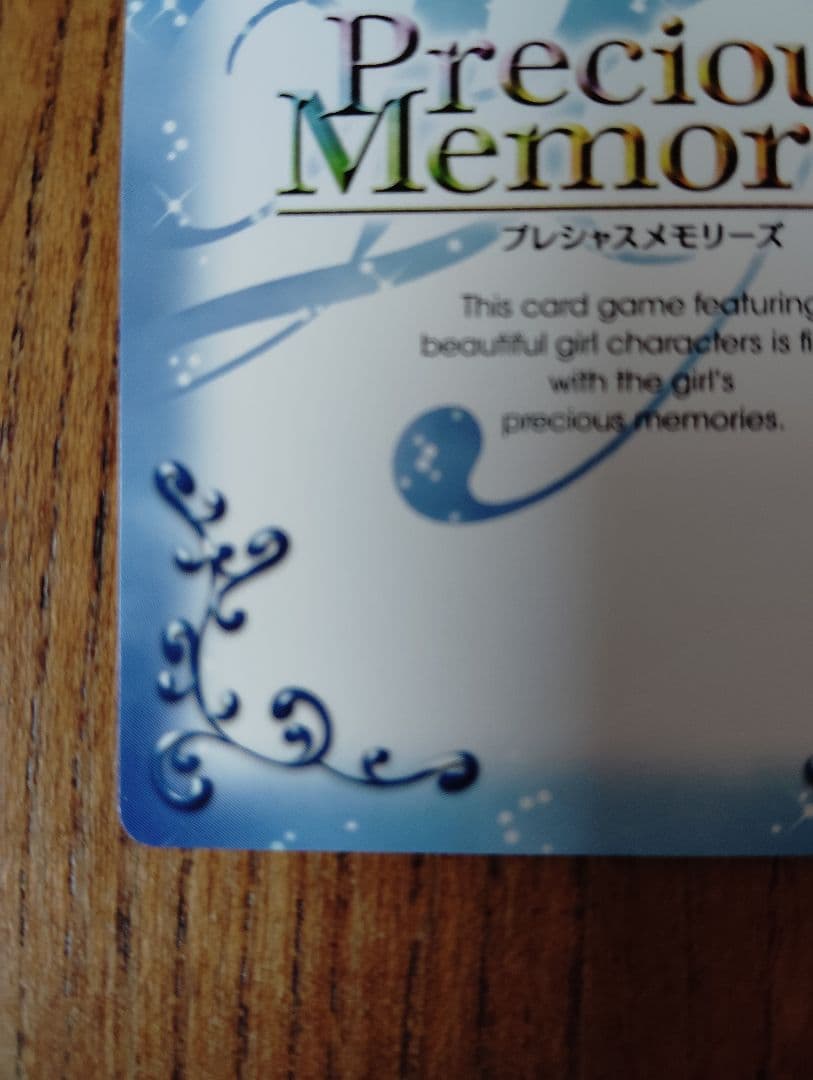 Preciou
Memor
プレシャスメモリーズ
This card game featuring
beautiful girl characters is fi
with the girl's
precious memories.